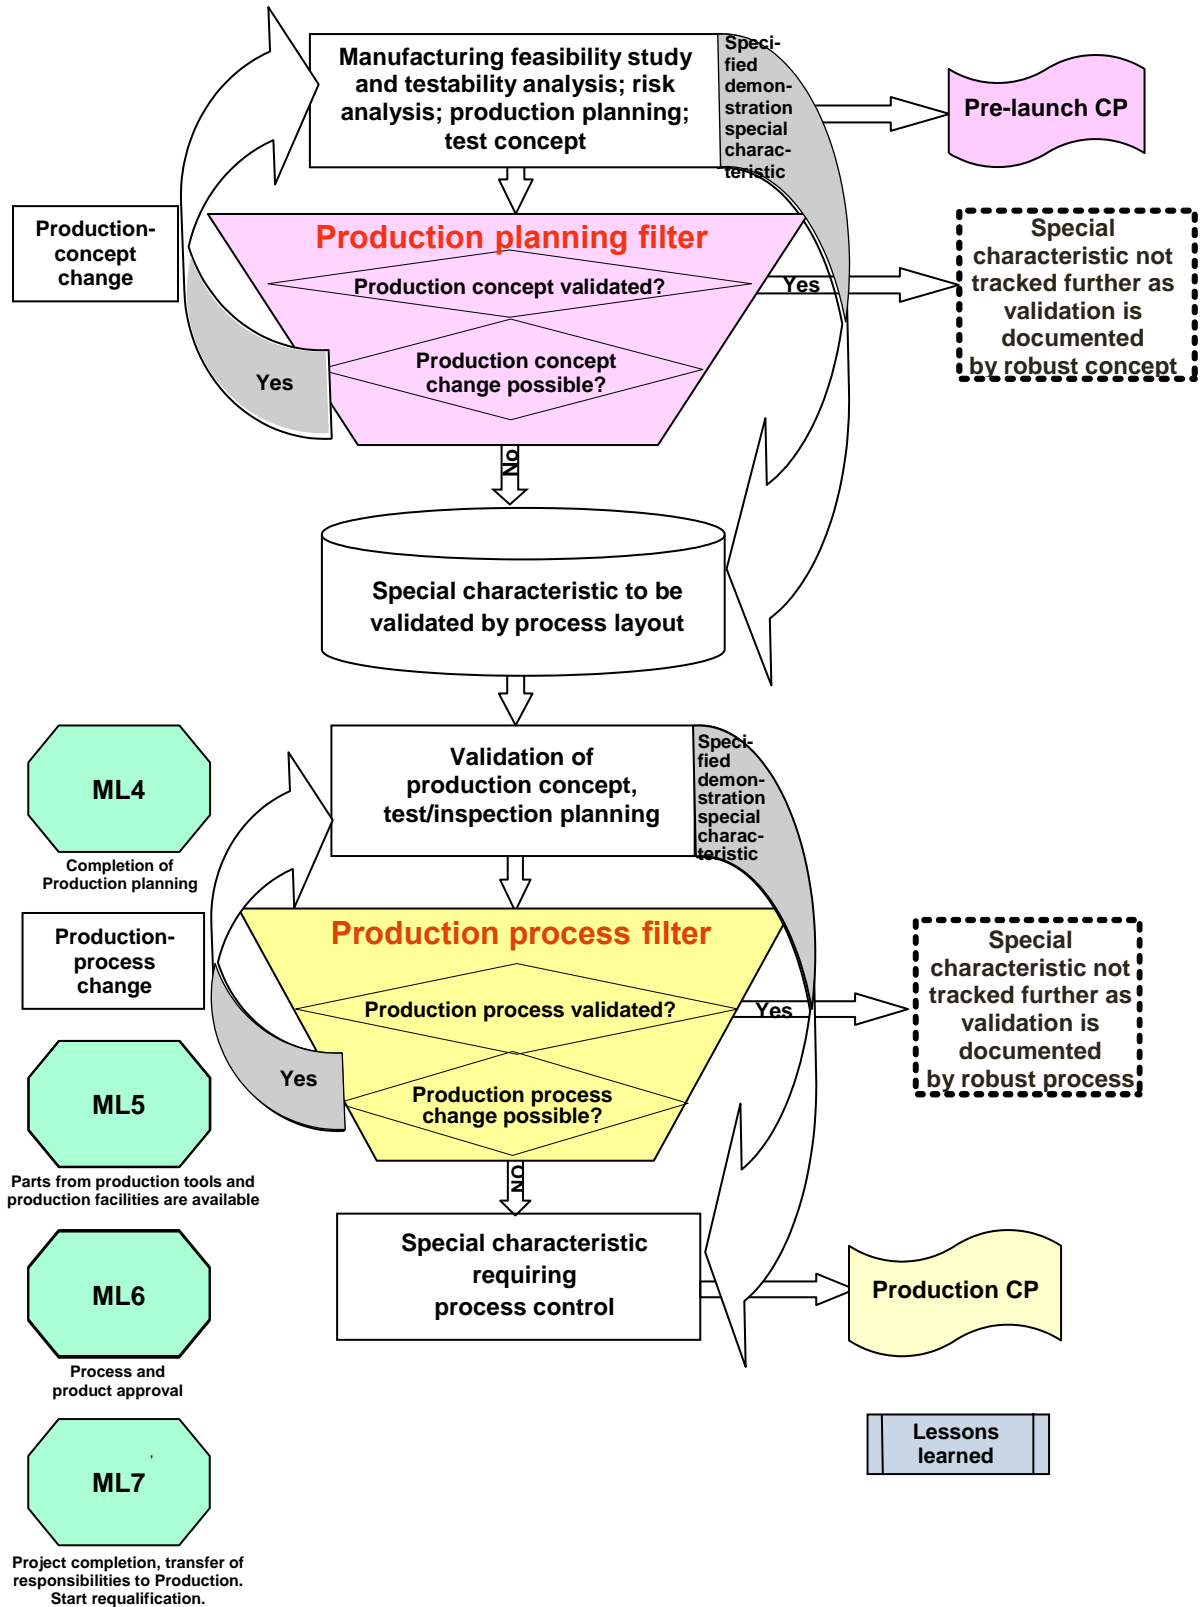 Manufacturing feasibility study
and testability analysis; risk
analysis; production planning;
test concept
Speci-
fied
demon-
stration
special
charac-
teristic
Pre-launch CP
Production-
concept
change
Production planning filter
Production concept validated?
Yes
Special
characteristic not
tracked further as
validation is
documented
by robust concept
Production concept
change possible?
Yes
No
Special characteristic to be
validated by process layout
ML4
Completion of
Production planning
Validation of
production concept,
test/inspection planning
Speci-
fied
demon-
stration
special
charac-
teristic
Production-
process
change
Production process filter
Production process validated?
Yes
Special
characteristic not
tracked further as
validation is
documented
by robust process
Production process
change possible?
Yes
NO
ML5
Parts from production tools and
production facilities are available
Special characteristic
requiring
process control
Production CP
ML6
Process and
product approval
Lessons
learned
ML7
,
Project completion, transfer of
responsibilities to Production.
Start requalification.